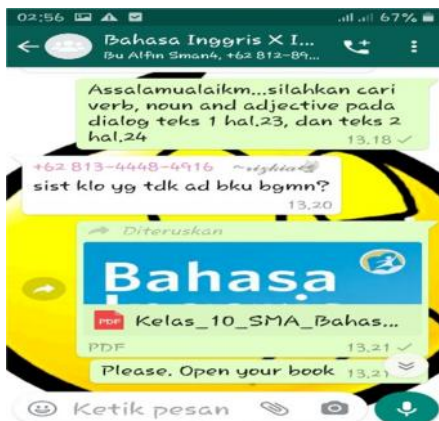 02:56 67%
Bahasa Inggris X I...
Bu Alfin Sman4, +62 812-89...
Assalamualaikm...silahkan cari
verb, noun and adjective pada
dialog teks 1 hal.23, dan teks 2
hal.24 13.18
+62 813-4448-4916 ~rizhia
sist klo yg tdk ad bku bgmn?
13.20
Diteruskan
Bahasa
PDF Kelas_10_SMA_Bahas...
PDF 13.21
Please. Open your book 13.21
Ketik pesan